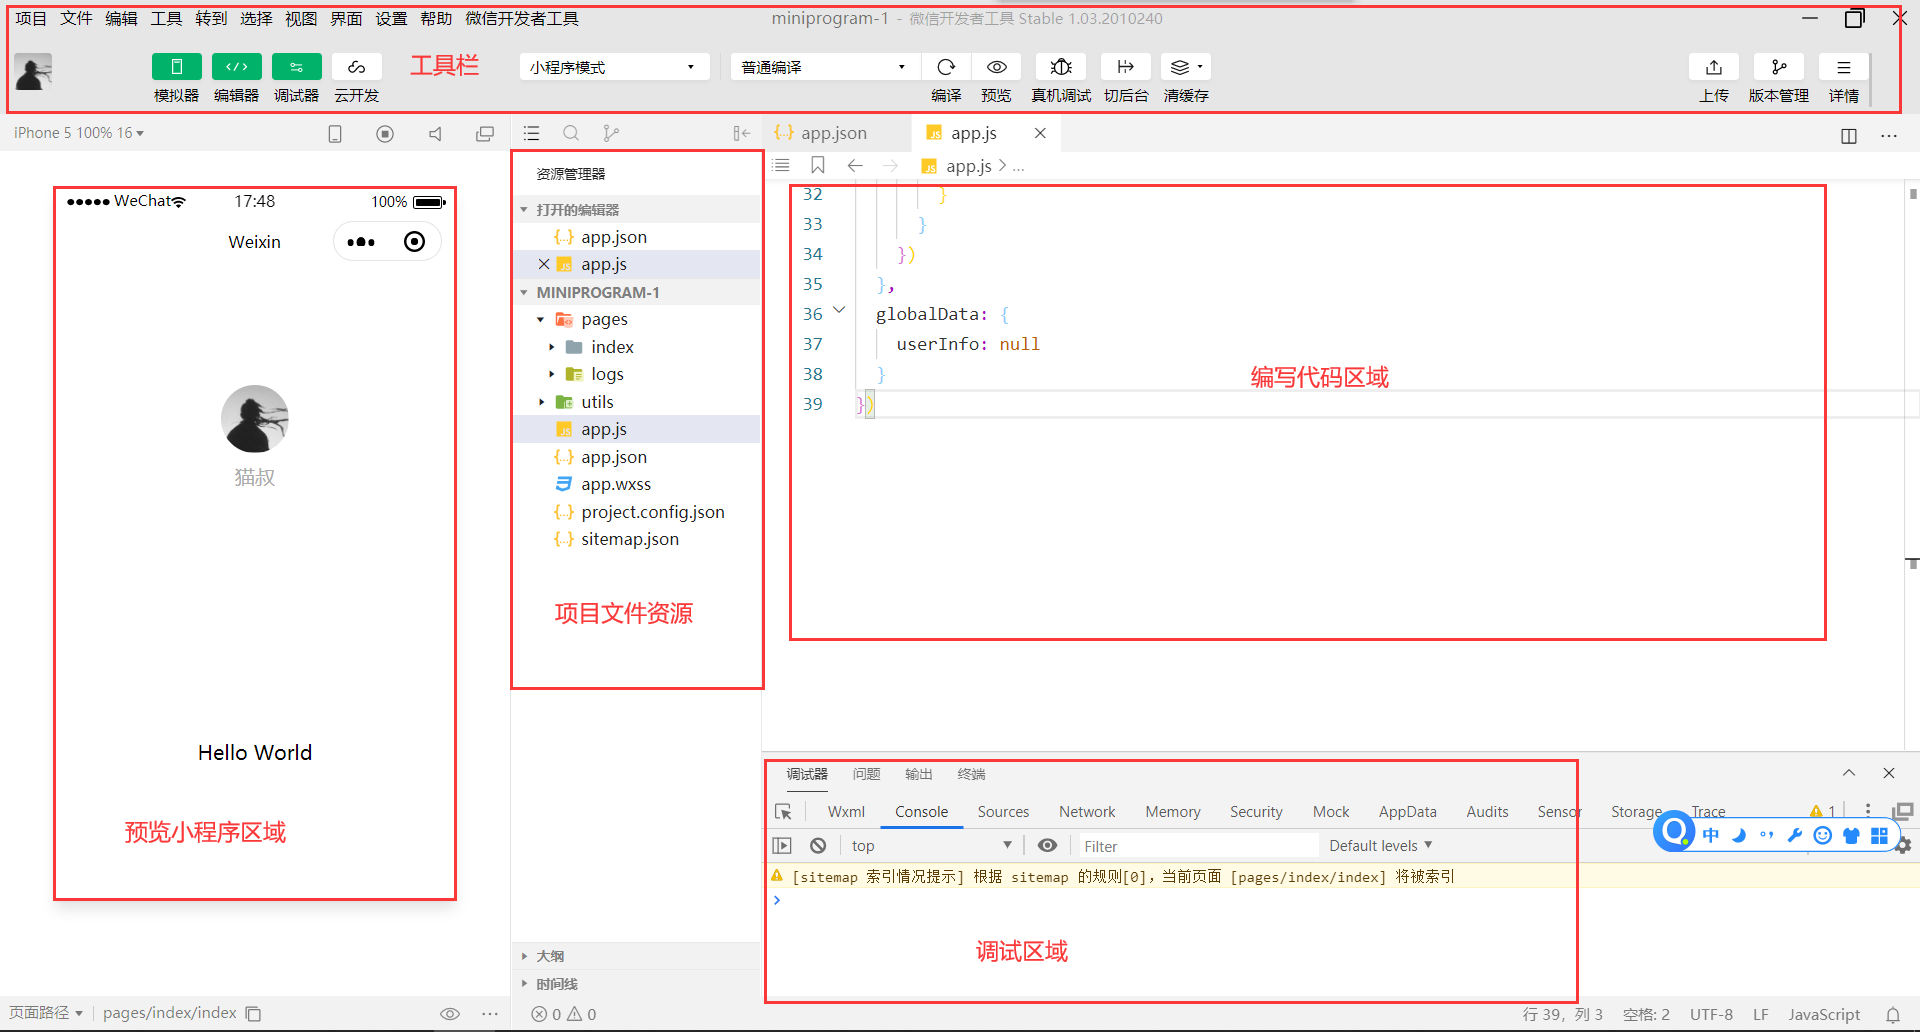 项目 文件 编辑 工具 转到 选择 视图 界面 设置 帮助 微信开发者工具
miniprogram-1 - 微信开发者工具 Stable 1.03.2010240
模拟器 编辑器 调试器 云开发
工具栏
小程序模式
普通编译
编译 预览 真机调试 切后台 清缓存
上传 版本管理 详情
iPhone 5 100% 16
WeChat 17:48 100%
Weixin
猫叔
Hello World
预览小程序区域
页面路径 pages/index/index
资源管理器
打开的编辑器
app.json
app.js
MINIPROGRAM-1
pages
index
logs
utils
app.js
app.json
app.wxss
project.config.json
sitemap.json
项目文件资源
大纲
时间线
0 0
app.json app.js
app.js > ...
32 }
33 }
34 })
35 },
36 globalData: {
37 userInfo: null
38 }
39 })
编写代码区域
调试器 问题 输出 终端
Wxml Console Sources Network Memory Security Mock AppData Audits Sensor Storage Trace 1
top Filter Default levels
中
[sitemap 索引情况提示] 根据 sitemap 的规则[0]，当前页面 [pages/index/index] 将被索引
>
调试区域
行 39，列 3 空格: 2 UTF-8 LF JavaScript